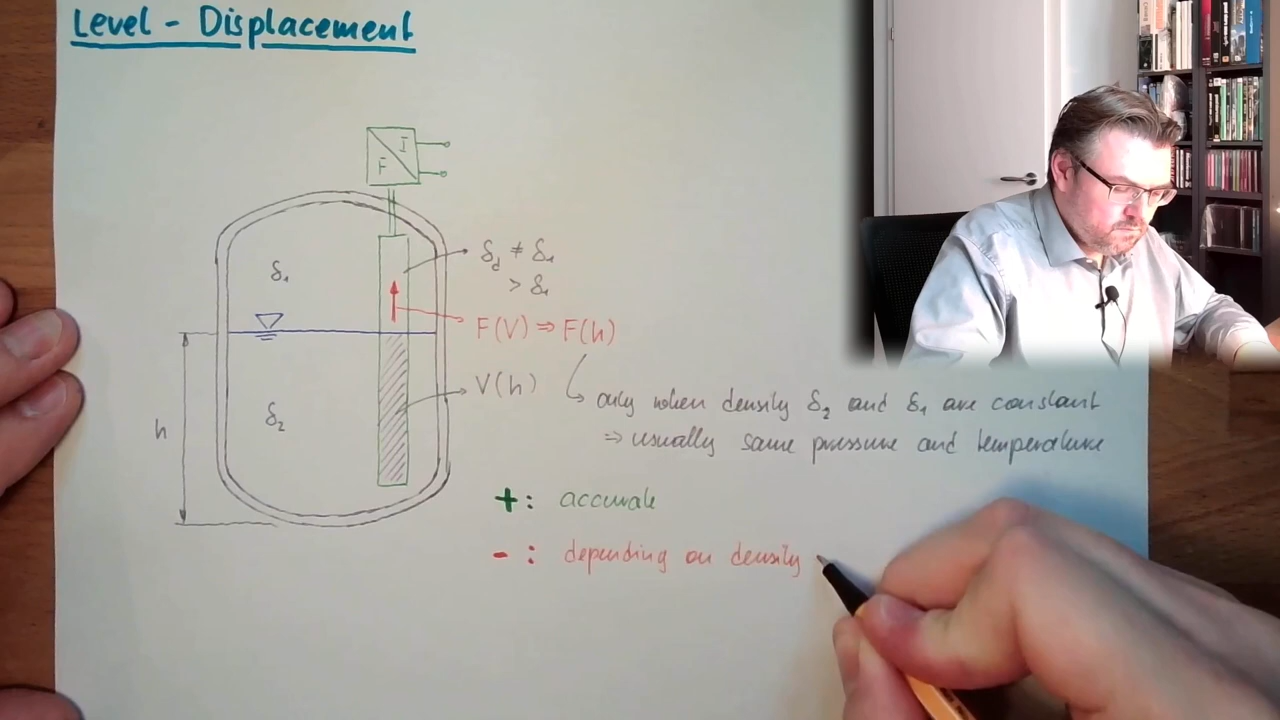 Level - Displacement
I
F
δ₁
δd ≠ δ₁
> δ₁
F(V) ⇒ F(h)
V(h)
only when density δ₂ and δ₁ are constant
⇒ usually same pressure and temperature
h
δ₂
+: accurate
- : depending on density